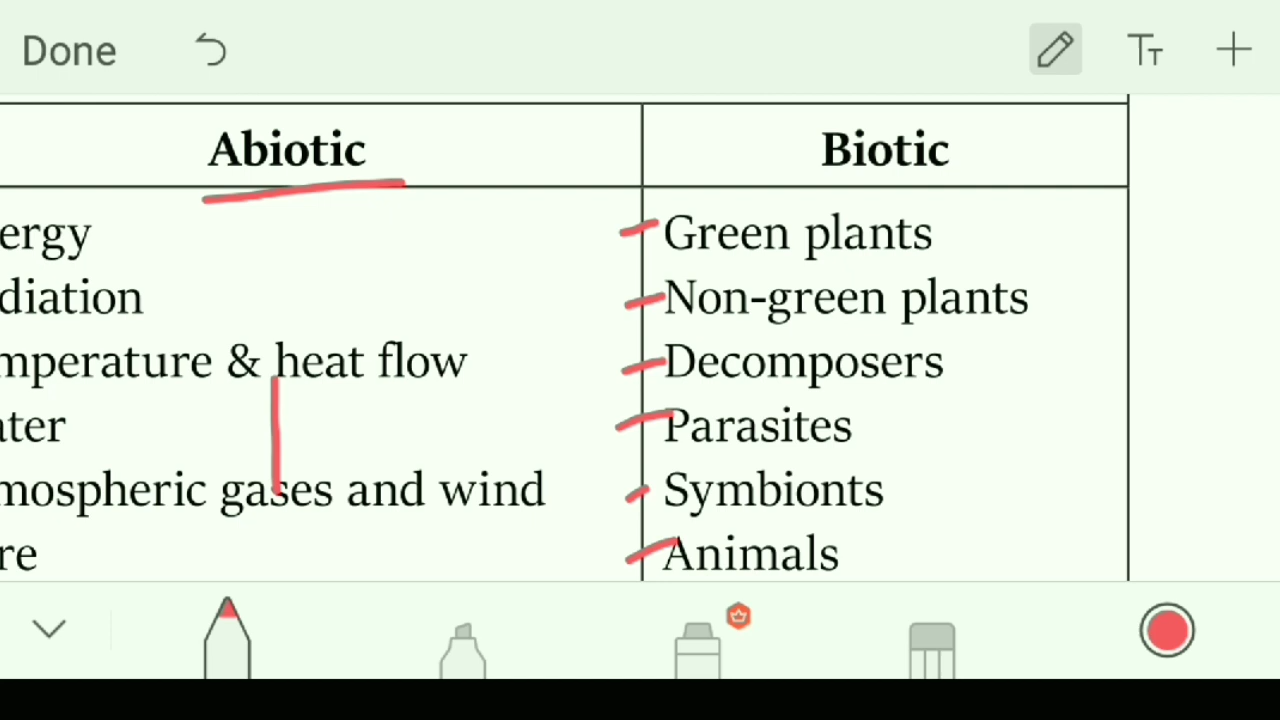 Done
Abiotic Biotic
ergy Green plants
diation Non-green plants
mperature & heat flow Decomposers
ater Parasites
mospheric gases and wind Symbionts
re Animals